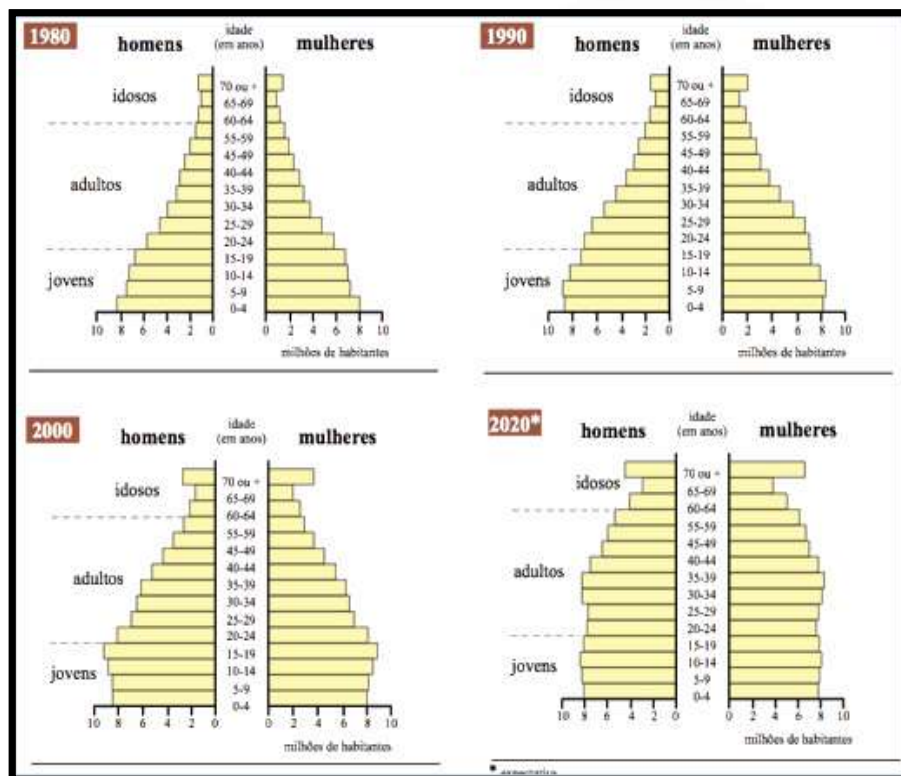 1980 homens idade (em anos) mulheres
idosos
adultos
jovens
70 ou +
65-69
60-64
55-59
45-49
40-44
35-39
30-34
25-29
20-24
15-19
10-14
5-9
0-4
10 8 6 4 2 0 0 2 4 6 8 10
milhões de habitantes
1990 homens idade (em anos) mulheres
idosos
adultos
jovens
70 ou +
65-69
60-64
55-59
45-49
40-44
35-39
30-34
25-29
20-24
15-19
10-14
5-9
0-4
10 8 6 4 2 0 0 2 4 6 8 10
milhões de habitantes
2000 homens idade (em anos) mulheres
idosos
adultos
jovens
70 ou +
65-69
60-64
55-59
45-49
40-44
35-39
30-34
25-29
20-24
15-19
10-14
5-9
0-4
10 8 6 4 2 0 0 2 4 6 8 10
milhões de habitantes
2020* homens idade (em anos) mulheres
idosos
adultos
jovens
70 ou +
65-69
60-64
55-59
45-49
40-44
35-39
30-34
25-29
20-24
15-19
10-14
5-9
0-4
10 8 6 4 2 0 0 2 4 6 8 10
milhões de habitantes
*